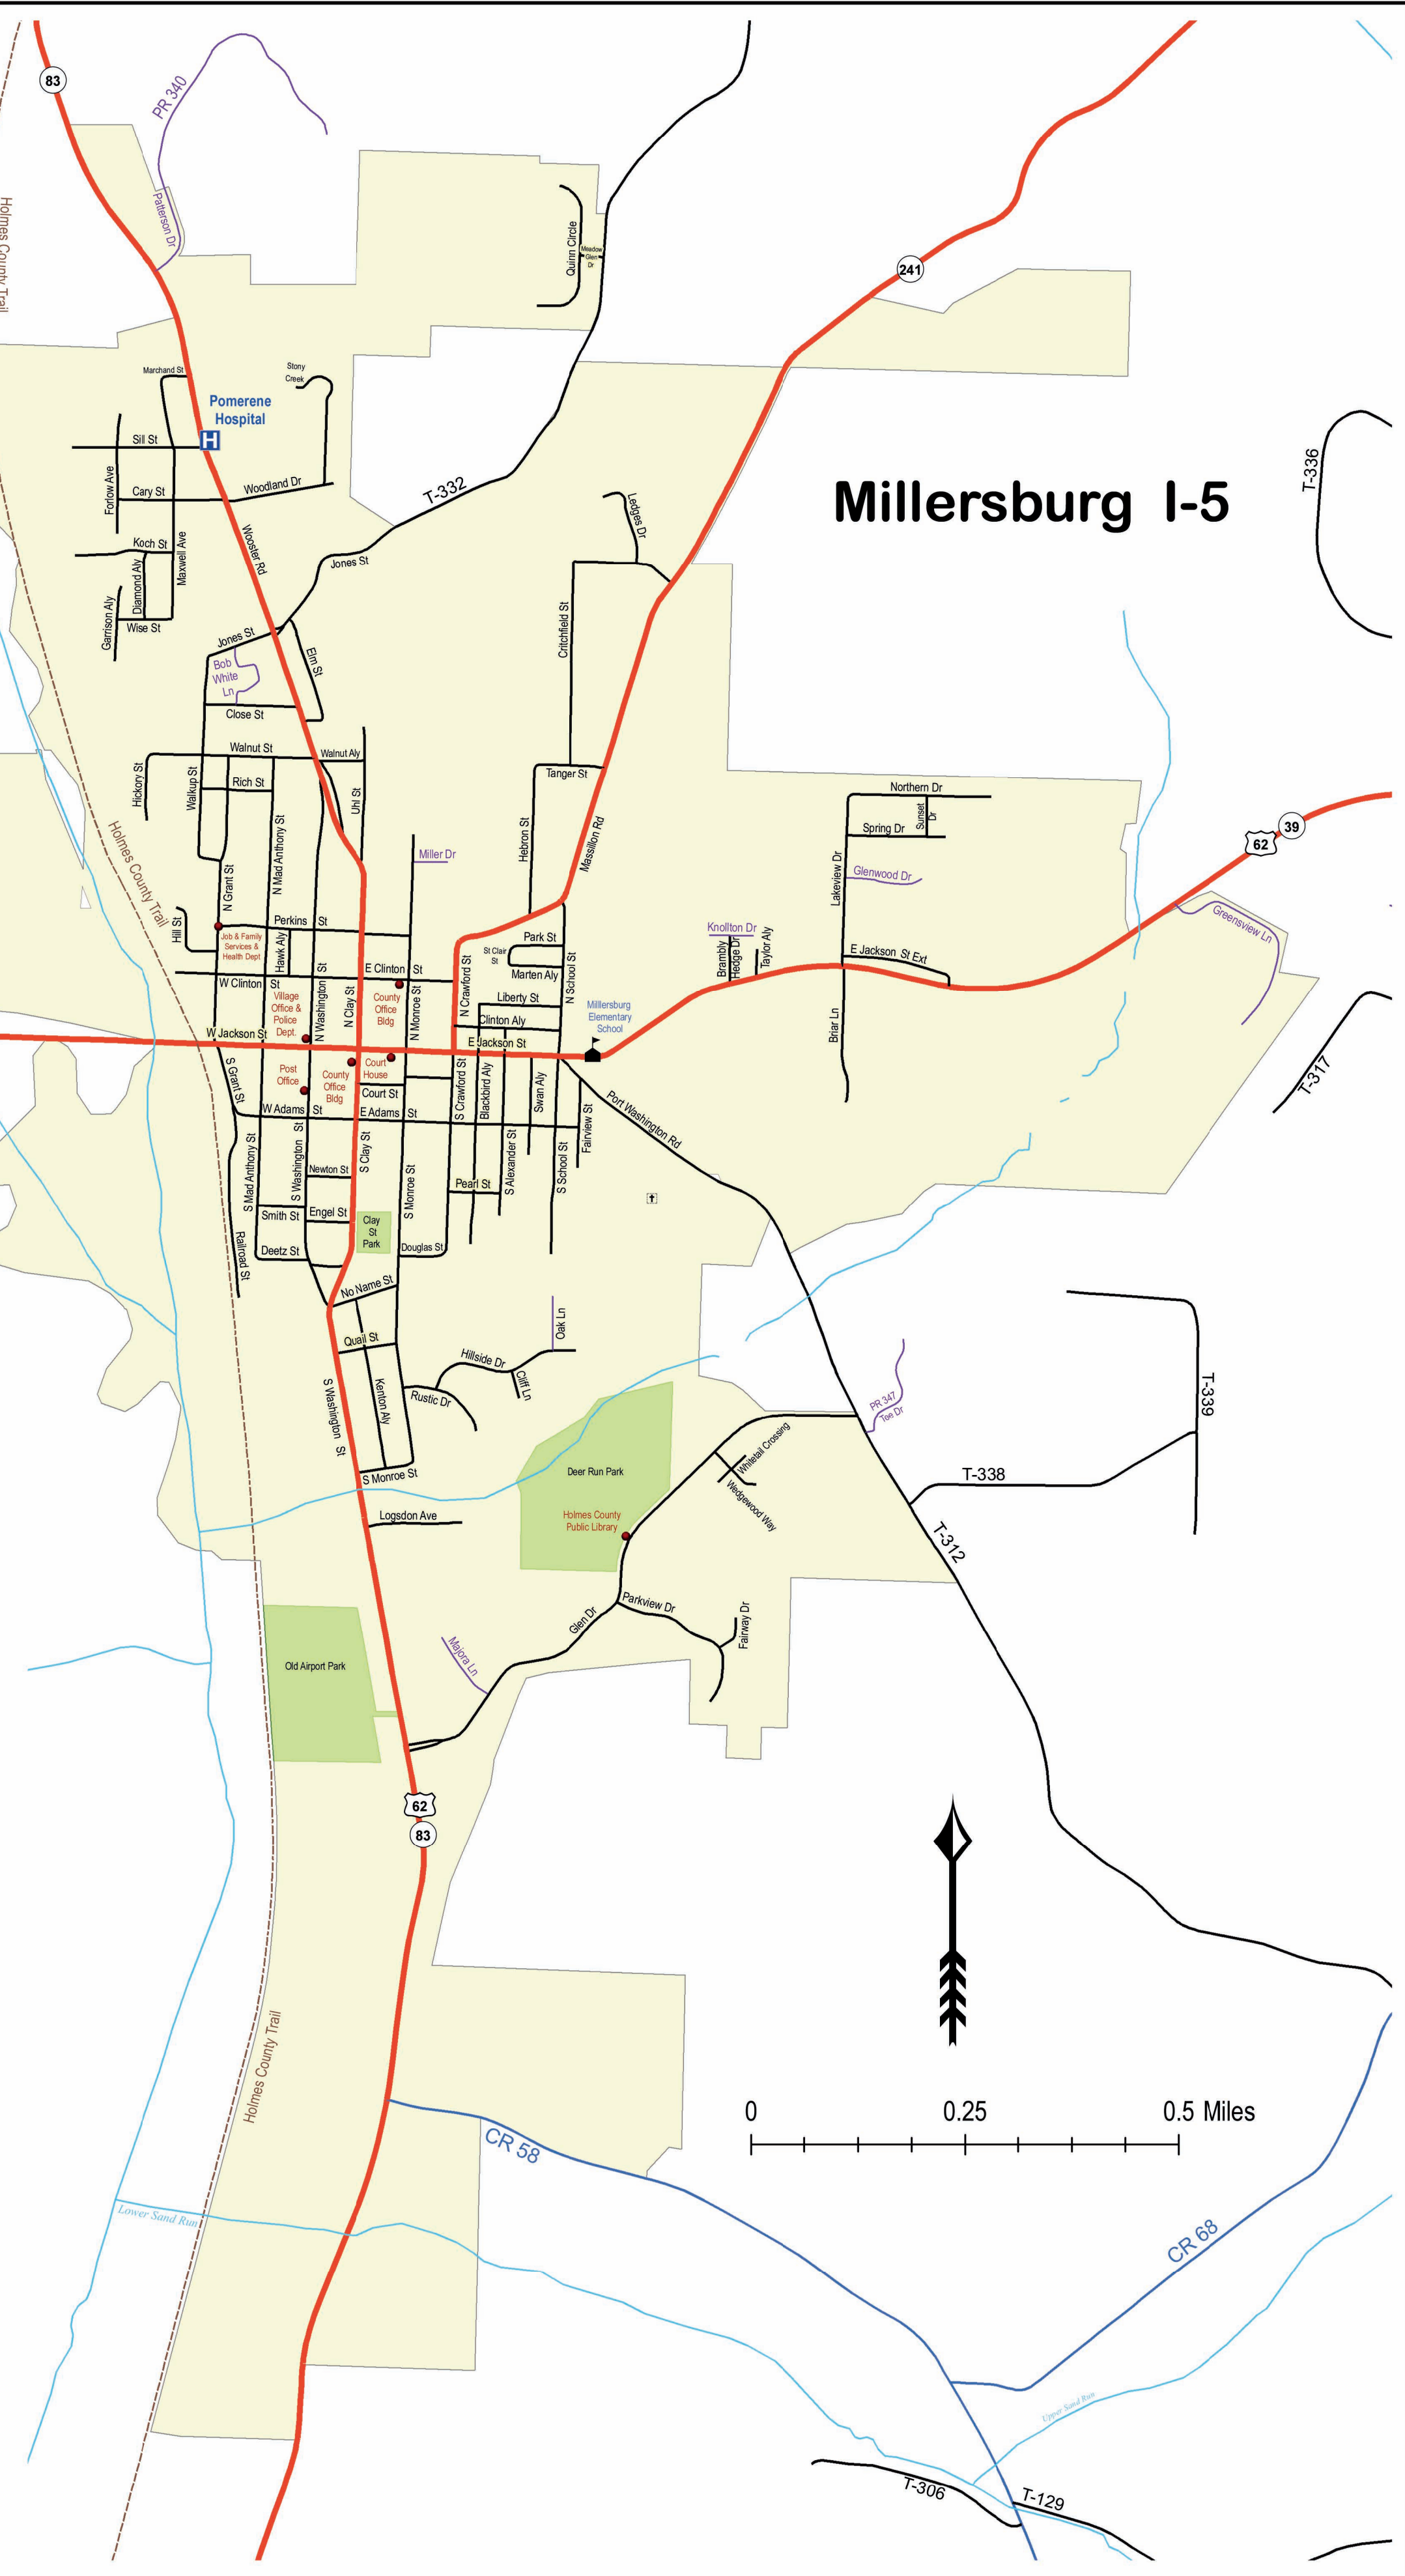 83
PR 340
Patterson Dr
Holmes County Trail
Quinn Circle
Meadow
Glen
Dr
241
Marchand St
Stony
Creek
Pomerene
Hospital
H
Sill St
Forlow Ave
Cary St
Woodland Dr
T-332
Ledges Dr
Millersburg I-5
T-336
Wooster Rd
Koch St
Maxwell Ave
Diamond Aly
Garrison Aly
Wise St
Jones St
Jones St
Elm St
Bob
White
Ln
Close St
Critchfield St
Walnut St
Walnut Aly
Hickory St
Walkup St
Rich St
Uhl St
Tanger St
Hebron St
Massillon Rd
N Mad Anthony St
N Grant St
Miller Dr
Holmes County Trail
Northern Dr
Sunset
Dr
Spring Dr
Lakeview Dr
Glenwood Dr
39
62
Greensview Ln
Hill St
Perkins St
Job & Family
Services &
Health Dept
Hawk Aly
Park St
St Clair
St
Marten Aly
N School St
Knollton Dr
Brambly
Hedge Dr
Taylor Aly
E Jackson St Ext
W Clinton St
E Clinton St
N Washington St
N Clay St
N Monroe St
N Crawford St
Village
Office &
Police
Dept.
County
Office
Bldg
Liberty St
Clinton Aly
Milllersburg
Elementary
School
Briar Ln
W Jackson St
E Jackson St
S Grant St
Post
Office
County
Office
Bldg
Court
House
Court St
S Crawford St
Blackbird Aly
Swan Aly
Fairview St
Port Washington Rd
T-317
W Adams St
E Adams St
S Mad Anthony St
S Washington St
S Clay St
S Monroe St
S Alexander St
S School St
Newton St
Pearl St
Smith St
Engel St
Clay
St
Park
Deetz St
Douglas St
Railroad St
No Name St
Oak Ln
Quail St
Hillside Dr
Cliff Ln
Rustic Dr
Kenton Aly
S Washington St
S Monroe St
Logsdon Ave
Deer Run Park
Holmes County
Public Library
Whitetail Crossing
Wedgewood Way
PR 347
Tee Dr
T-339
T-338
T-312
Parkview Dr
Glen Dr
Fairway Dr
Majora Ln
Old Airport Park
62
83
Holmes County Trail
0 0.25 0.5 Miles
CR 58
CR 68
Lower Sand Run
Upper Sand Run
T-306
T-129